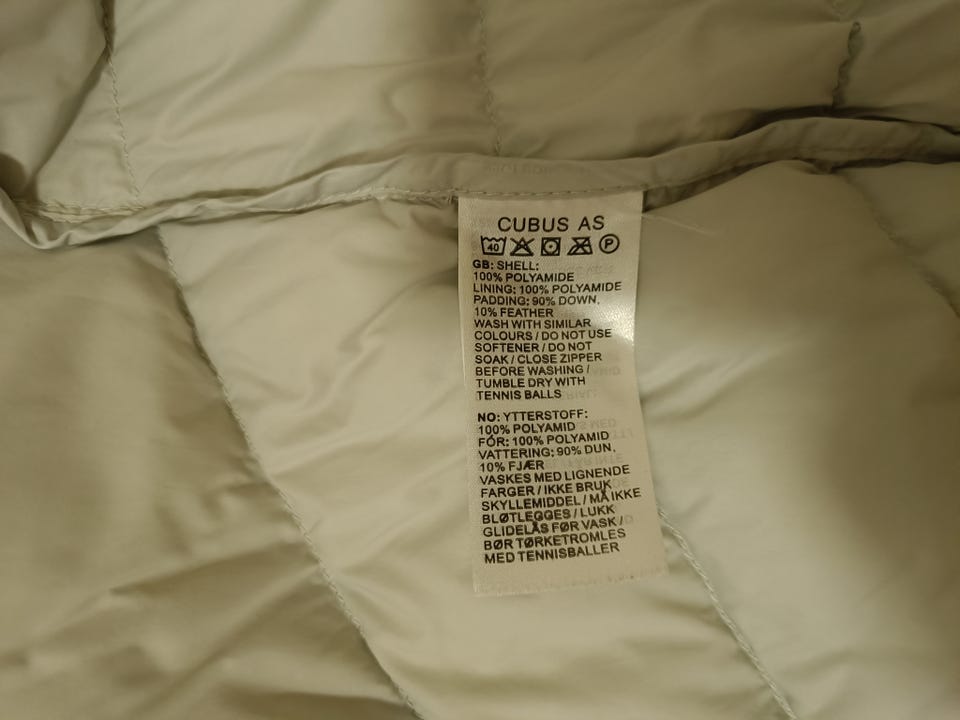 CUBUS AS
40 P
GB: SHELL:
100% POLYAMIDE
LINING: 100% POLYAMIDE
PADDING: 90% DOWN,
10% FEATHER
WASH WITH SIMILAR
COLOURS / DO NOT USE
SOFTENER / DO NOT
SOAK / CLOSE ZIPPER
BEFORE WASHING /
TUMBLE DRY WITH
TENNIS BALLS
NO: YTTERSTOFF:
100% POLYAMID
FÓR: 100% POLYAMID
VATTERING: 90% DUN,
10% FJÆR
VASKES MED LIGNENDE
FARGER / IKKE BRUK
SKYLLEMIDDEL / MÅ IKKE
BLØTLEGGES / LUKK
GLIDELÅS FØR VASK /
BØR TØRKETROMLES
MED TENNISBALLER